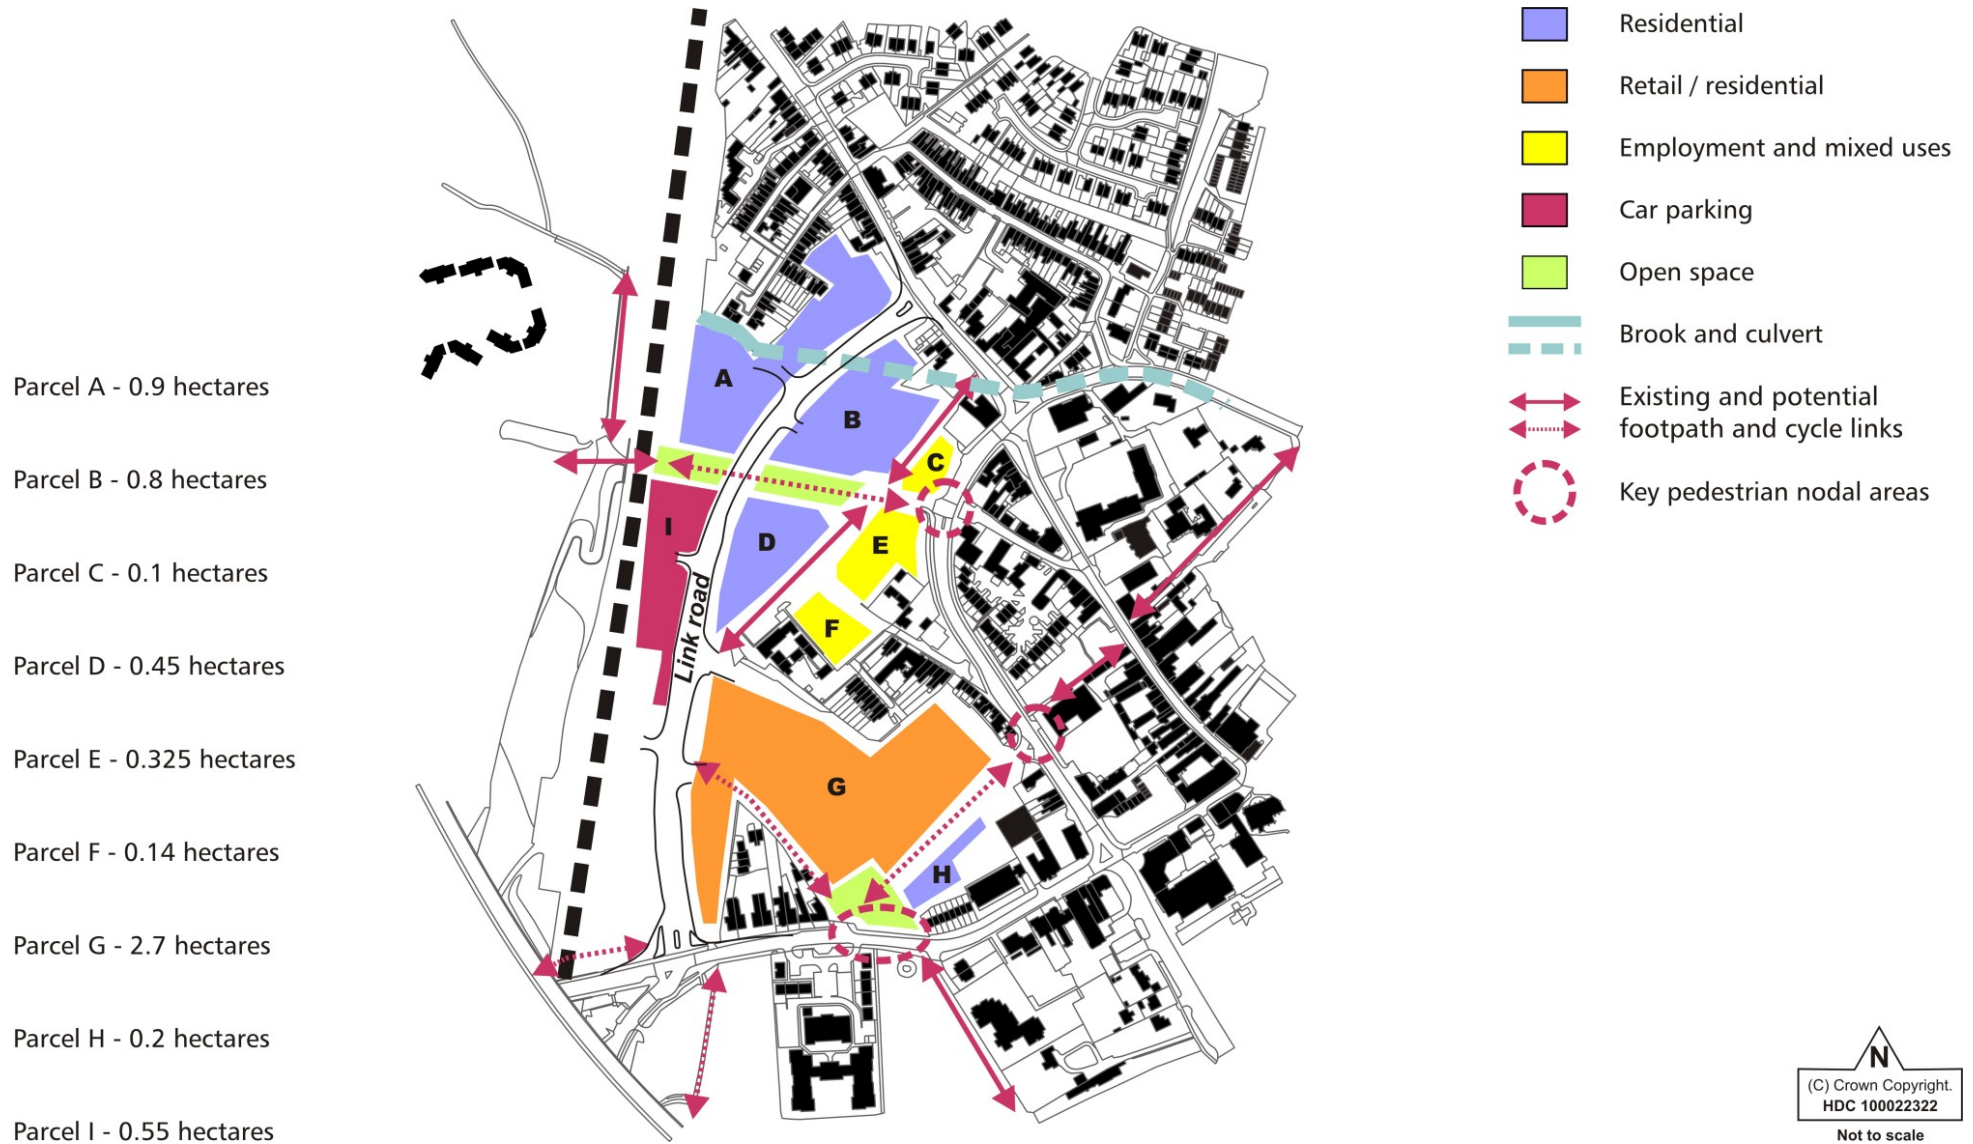 Parcel A - 0.9 hectares
Parcel B - 0.8 hectares
Parcel C - 0.1 hectares
Parcel D - 0.45 hectares
Parcel E - 0.325 hectares
Parcel F - 0.14 hectares
Parcel G - 2.7 hectares
Parcel H - 0.2 hectares
Parcel I - 0.55 hectares
A
B
C
I
D
E
F
Link road
G
H
Residential
Retail / residential
Employment and mixed uses
Car parking
Open space
Brook and culvert
Existing and potential
footpath and cycle links
Key pedestrian nodal areas
N
(C) Crown Copyright.
HDC 100022322
Not to scale